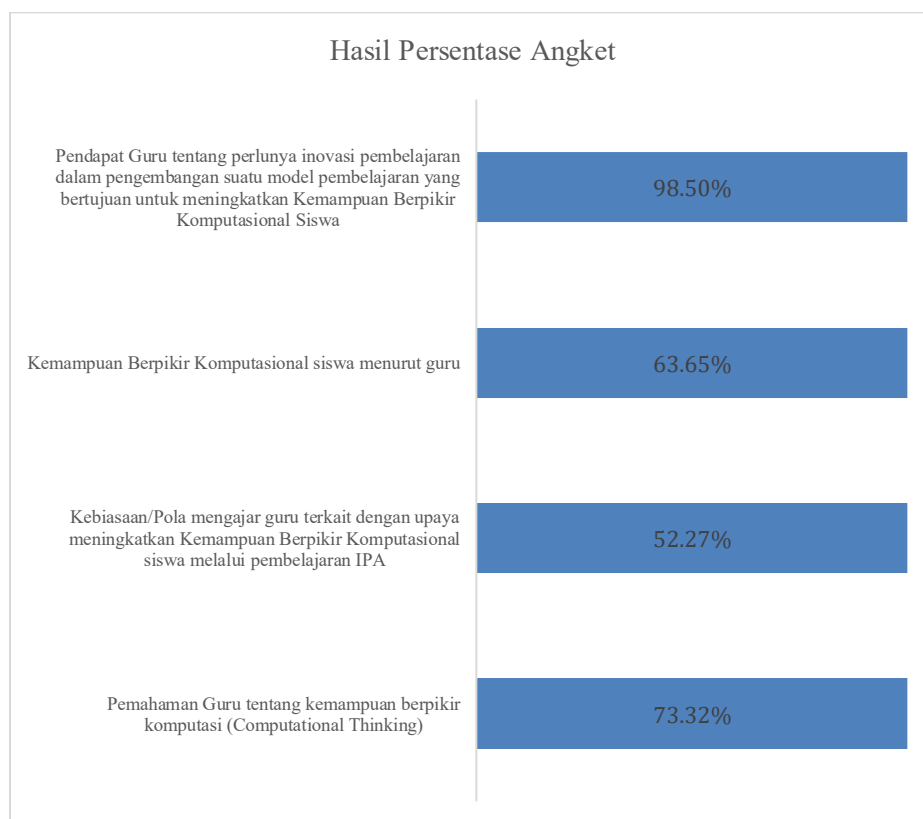 Hasil Persentase Angket
Pendapat Guru tentang perlunya inovasi pembelajaran
dalam pengembangan suatu model pembelajaran yang
bertujuan untuk meningkatkan Kemampuan Berpikir
Komputasional Siswa
98.50%
Kemampuan Berpikir Komputasional siswa menurut guru
63.65%
Kebiasaan/Pola mengajar guru terkait dengan upaya
meningkatkan Kemampuan Berpikir Komputasional
siswa melalui pembelajaran IPA
52.27%
Pemahaman Guru tentang kemampuan berpikir
komputasi (Computational Thinking)
73.32%